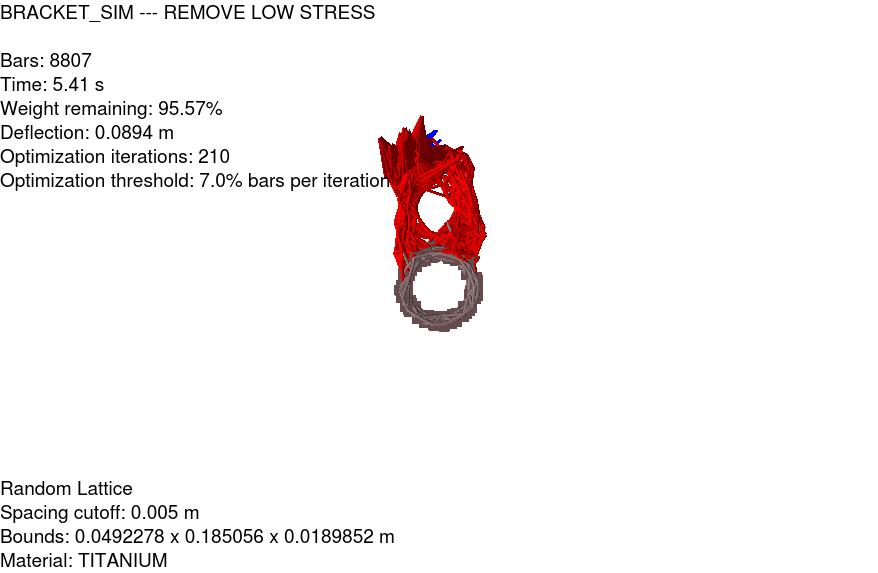 BRACKET_SIM --- REMOVE LOW STRESS
Bars: 8807
Time: 5.41 s
Weight remaining: 95.57%
Deflection: 0.0894 m
Optimization iterations: 210
Optimization threshold: 7.0% bars per iteration
Random Lattice
Spacing cutoff: 0.005 m
Bounds: 0.0492278 x 0.185056 x 0.0189852 m
Material: TITANIUM